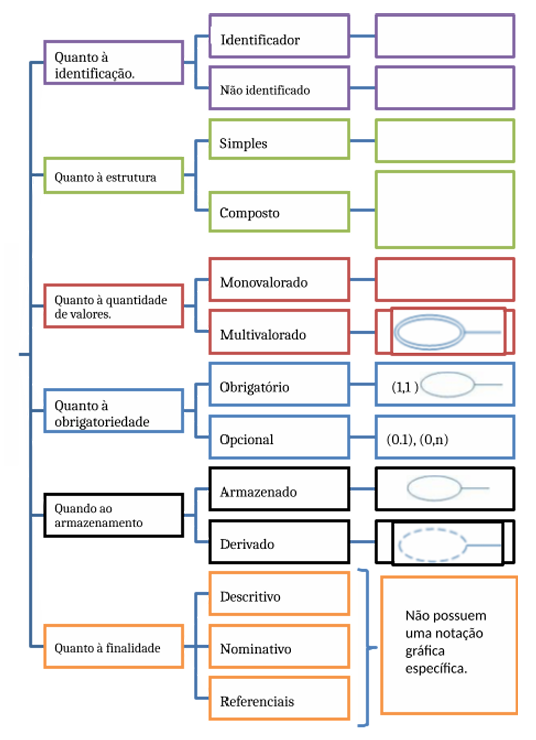 Quanto à
identificação.
Identificador
Não identificado
Quanto à estrutura
Simples
Composto
Quanto à quantidade
de valores.
Monovalorado
Multivalorado
Quanto à
obrigatoriedade
Obrigatório
(1,1 )
Opcional
(0.1), (0,n)
Quando ao
armazenamento
Armazenado
Derivado
Quanto à finalidade
Descritivo
Nominativo
Referenciais
Não possuem
uma notação
gráfica
específica.